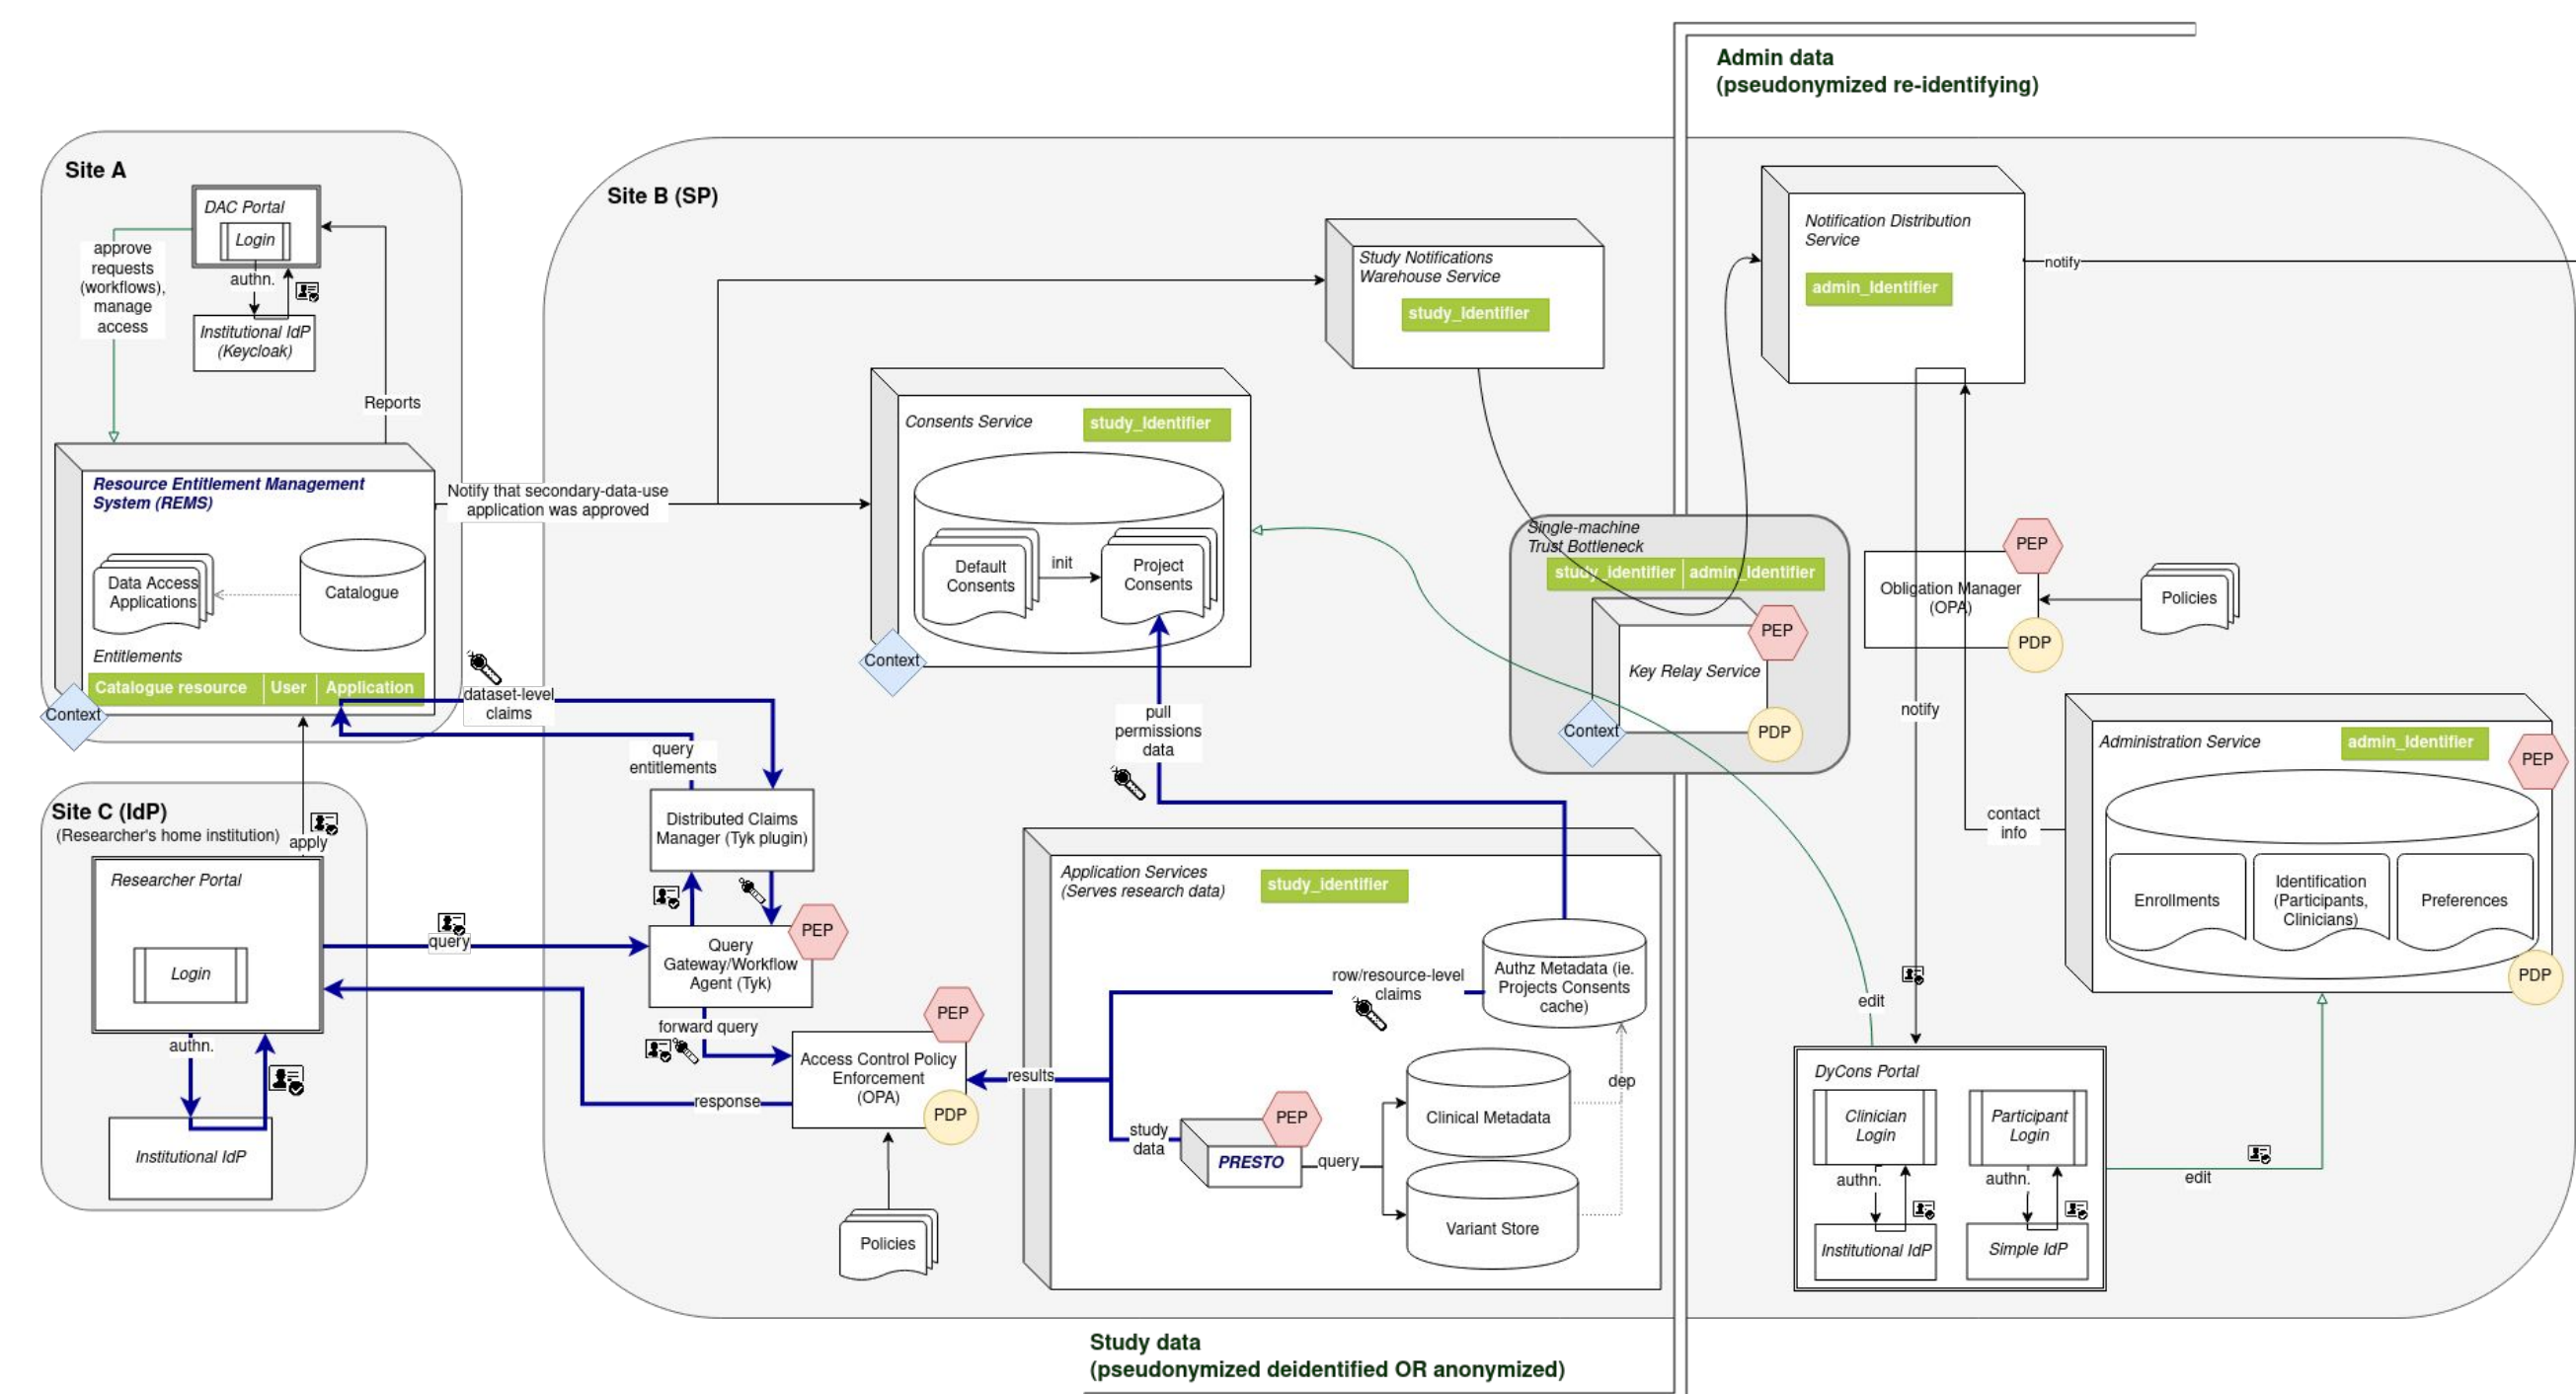 Admin data
(pseudonymized re-identifying)
Site A
DAC Portal
Login
authn.
Institutional IdP
(Keycloak)
approve
requests
(workflows),
manage
access
Reports
Resource Entitlement Management
System (REMS)
Data Access
Applications
Catalogue
Entitlements
Catalogue resource
User
Application
Context
Site B (SP)
Notify that secondary-data-use
application was approved
Study Notifications
Warehouse Service
study_Identifier
Notification Distribution
Service
admin_Identifier
notify
Consents Service
study_Identifier
Default
Consents
init
Project
Consents
Context
Single-machine
Trust Bottleneck
study_identifier
admin_Identifier
PEP
Key Relay Service
Context
PDP
PEP
Obligation Manager
(OPA)
PDP
Policies
notify
dataset-level
claims
query
entitlements
pull
permissions
data
Administration Service
admin_Identifier
PEP
contact
info
Enrollments
Identification
(Participants,
Clinicians)
Preferences
PDP
Site C (IdP)
(Researcher's home institution)
apply
Researcher Portal
Login
authn.
Institutional IdP
query
Distributed Claims
Manager (Tyk plugin)
PEP
Query
Gateway/Workflow
Agent (Tyk)
forward query
PEP
Access Control Policy
Enforcement
(OPA)
PDP
response
results
Policies
Application Services
(Serves research data)
study_identifier
row/resource-level
claims
Authz Metadata (ie.
Projects Consents
cache)
dep
study
data
PEP
PRESTO
query
Clinical Metadata
Variant Store
edit
DyCons Portal
Clinician
Login
authn.
Institutional IdP
Participant
Login
authn.
Simple IdP
edit
Study data
(pseudonymized deidentified OR anonymized)